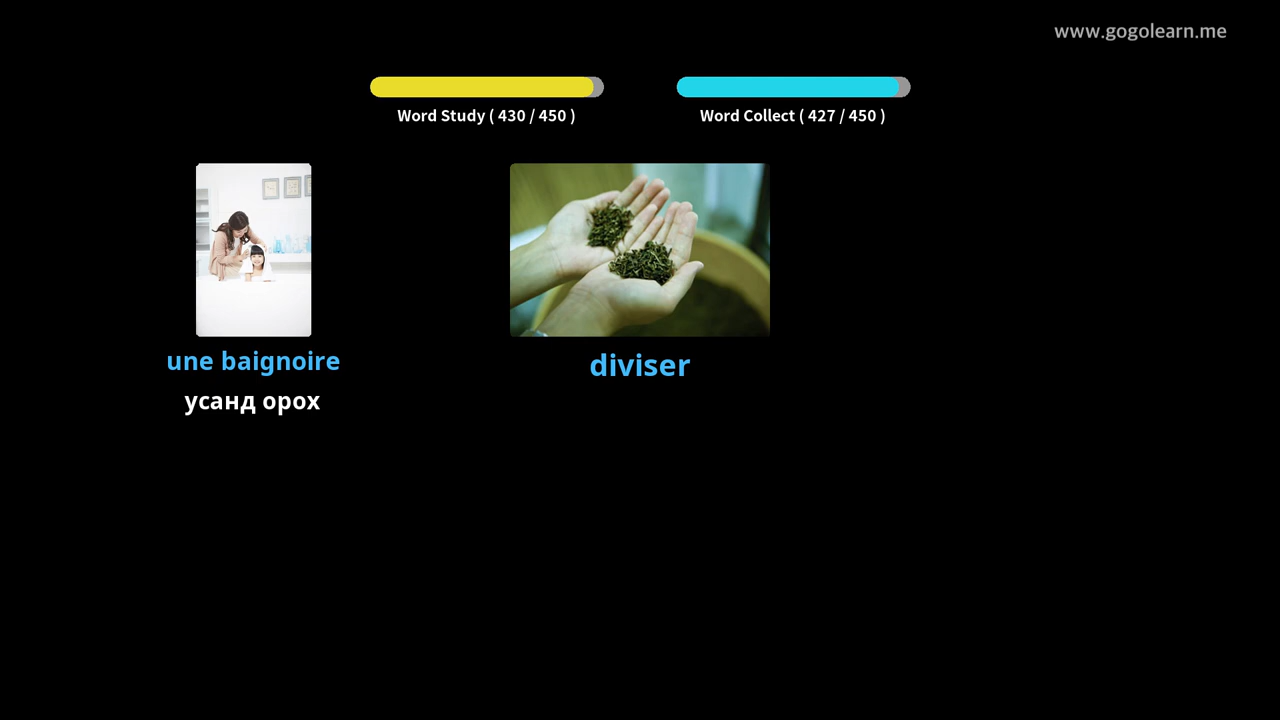 www.gogolearn.me
Word Study ( 430 / 450 )
Word Collect ( 427 / 450 )
une baignoire
усанд орох
diviser